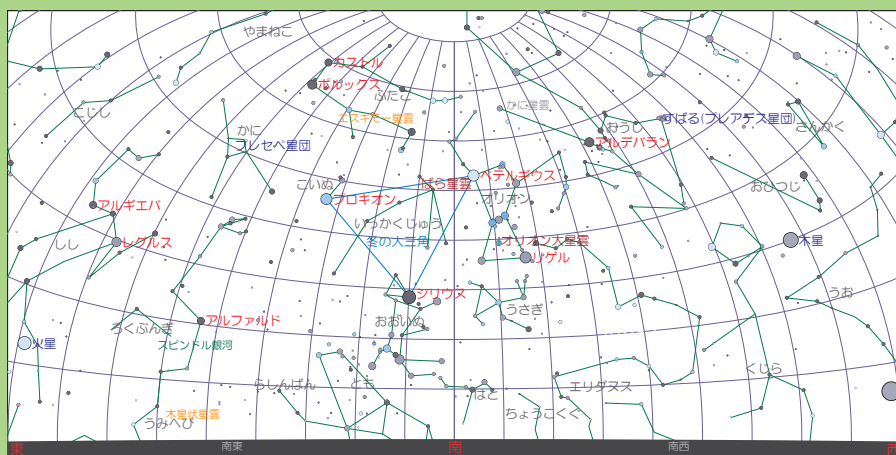 やまねこ
カストル
ポルックス
ふたご
かに星雲
こじし
エスキモー星雲
すばる(プレアデス星団)
おうし
さんかく
かに
プレセペ星団
アルデバラン
ベテルギウス
ばら星雲
こいぬ
プロキオン
オリオン
おひつじ
アルギエバ
いっかくじゅう
しし
レグルス
冬の大三角
オリオン大星雲
木星
リゲル
シリウス
うお
うさぎ
アルファルド
おおいぬ
ろくぶんぎ
火星
スピンドル銀河
くじら
らしんばん
とも
エリダヌス
はと
木星状星雲
うみへび
ちょうこくぐ
東
南東
南
南西